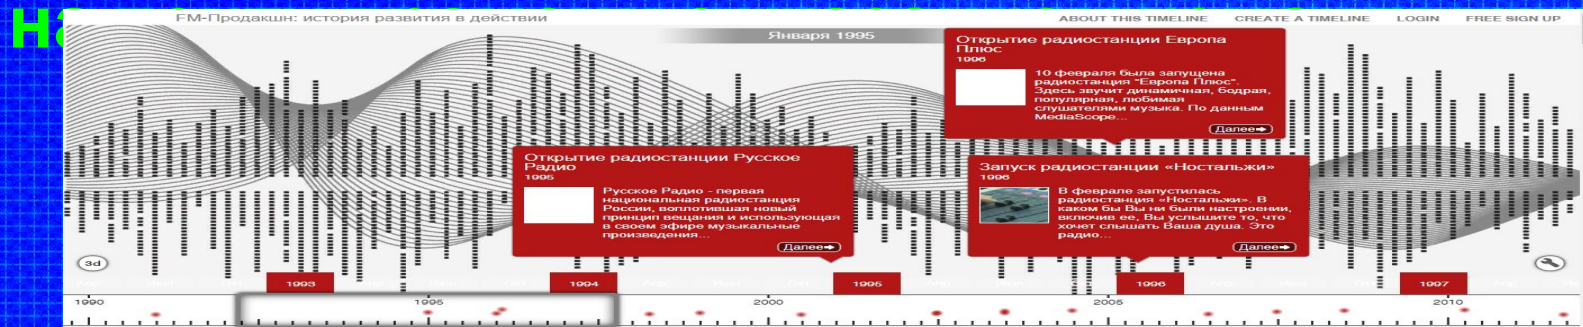 На
FM-Продакшн: история развития в действии
ABOUT THIS TIMELINE CREATE A TIMELINE LOGIN FREE SIGN UP
Января 1995
Открытие радиостанции Европа
Плюс
1996
10 февраля была запущена
радиостанция "Европа Плюс".
Здесь звучит динамичная, бодрая,
популярная, любимая
слушателями музыка. По данным
MediaScope...
Далее
Открытие радиостанции Русское
Радио
1995
Русское Радио - первая
национальная радиостанция
России, воплотившая новый
принцип вещания и использующая
в своем эфире музыкальные
произведения...
Далее
Запуск радиостанции «Ностальжи»
1996
В феврале запустилась
радиостанция «Ностальжи». В
каком бы Вы ни были настроении,
включив ее, Вы услышите то, что
хочет слышать Ваша душа. Это
радио...
Далее
3d
1993 1994 1995 1996 1997
1990 1995 2000 2005 2010